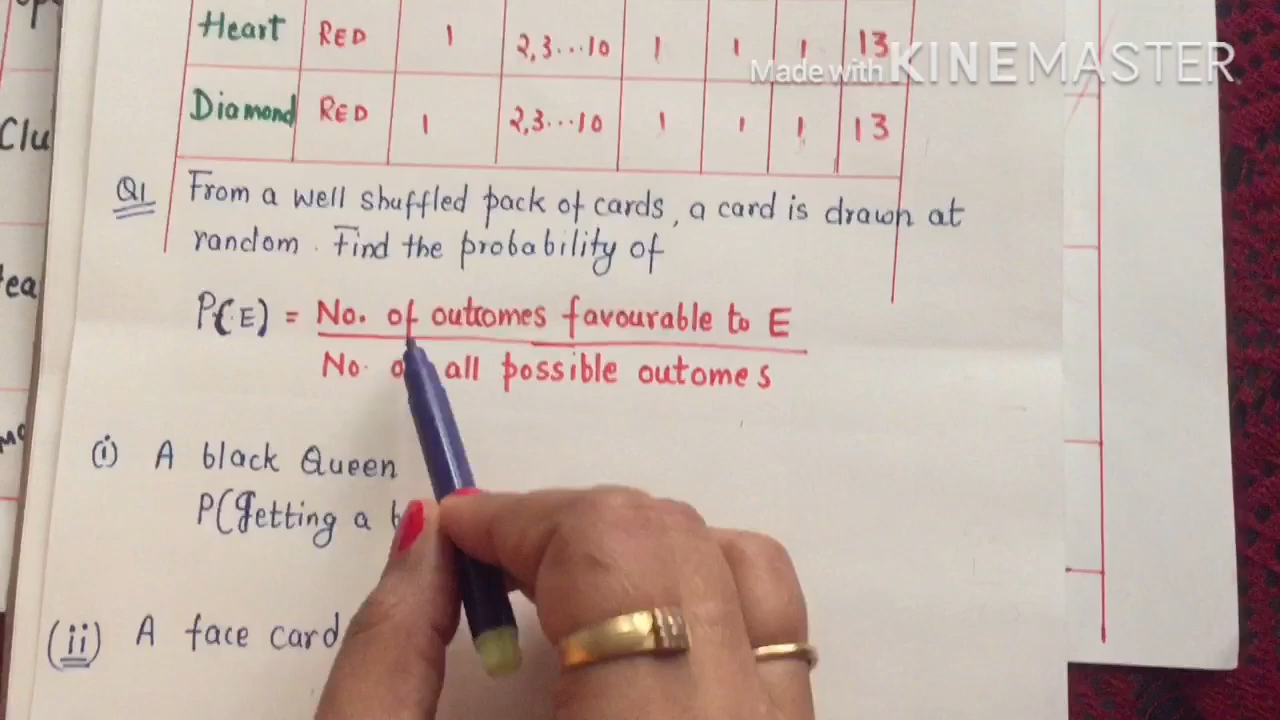 Heart RED 1 2,3...10 1 1 1 13
Made with KINEMASTER
Diamond RED 1 2,3...10 1 1 1 13
Clu
Q1 From a well shuffled pack of cards, a card is drawn at
random. Find the probability of
P(E) = No. of outcomes favourable to E
No. all possible outomes
(i) A black Queen
P(Getting a
(ii) A face card